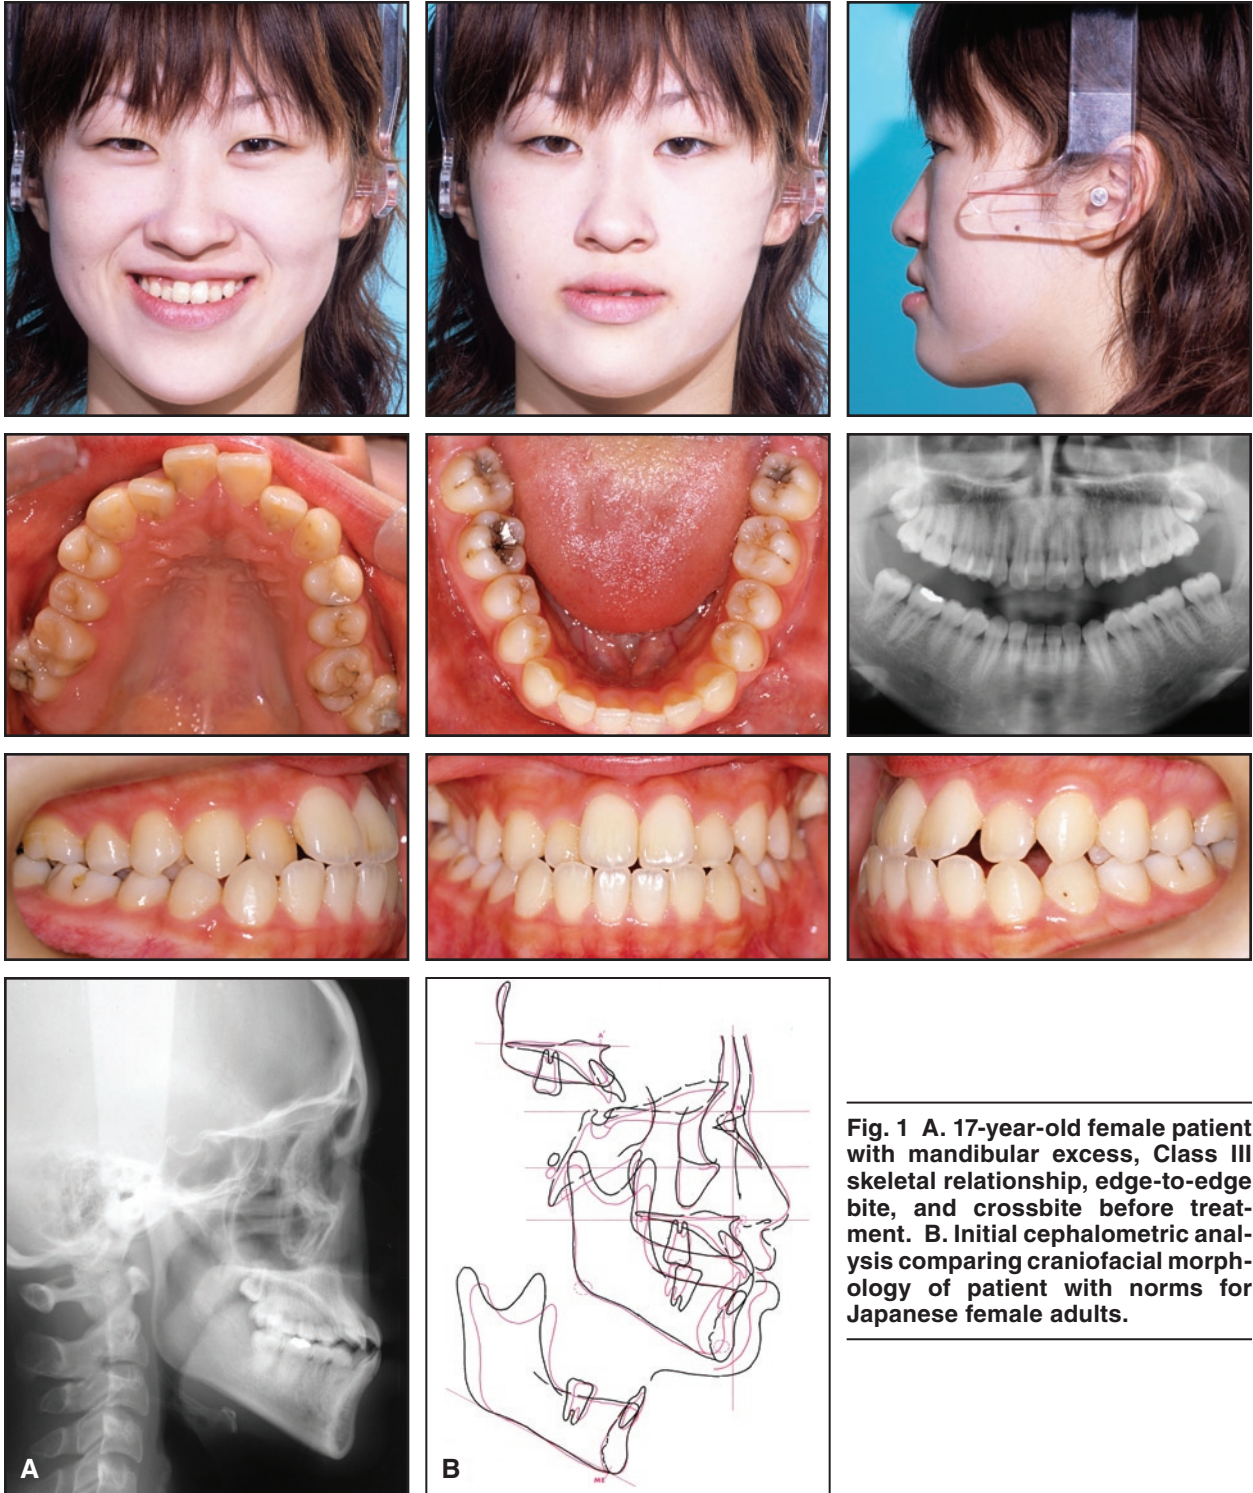 A'
N
ME
A
B
Fig. 1 A. 17-year-old female patient
with mandibular excess, Class III
skeletal relationship, edge-to-edge
bite, and crossbite before treat-
ment. B. Initial cephalometric anal-
ysis comparing craniofacial morph-
ology of patient with norms for
Japanese female adults.